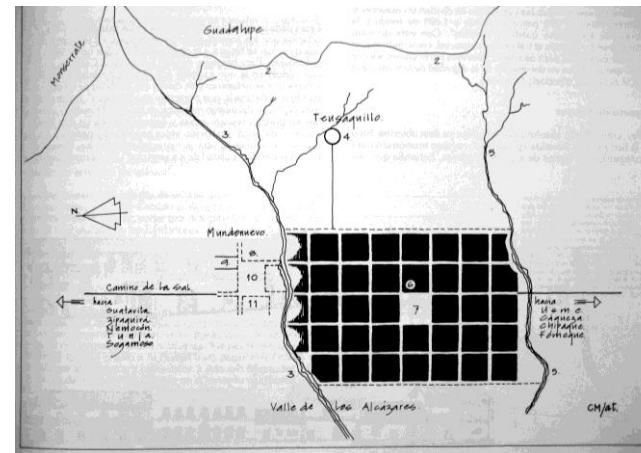 Guadalupe
Monserrate
2.
2.
3.
Teusaquillo.
4
5.
N
Mundonuevo.
8.
9.
10
11
6
7
Camino de la Sal.
hacia
Guatavita
Zipaquirá
Nemocón.
Tunja.
Sogamoso.
hacia
Usme.
Cáqueza.
Chipaque.
Fómeque.
3.
5.
Valle de los Alcázares.
CM/at.